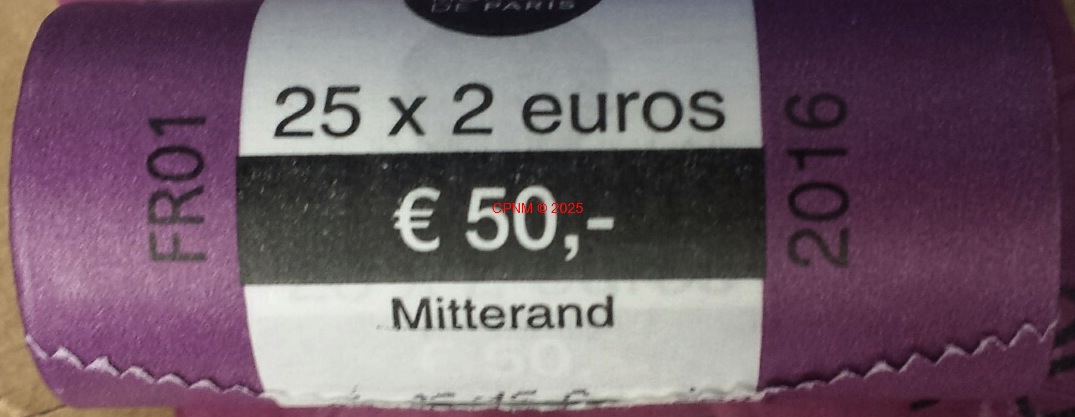 DE PARIS
25 x 2 euros
FR01
2016
€ 50,-
CPNM © 2025
Mitterand